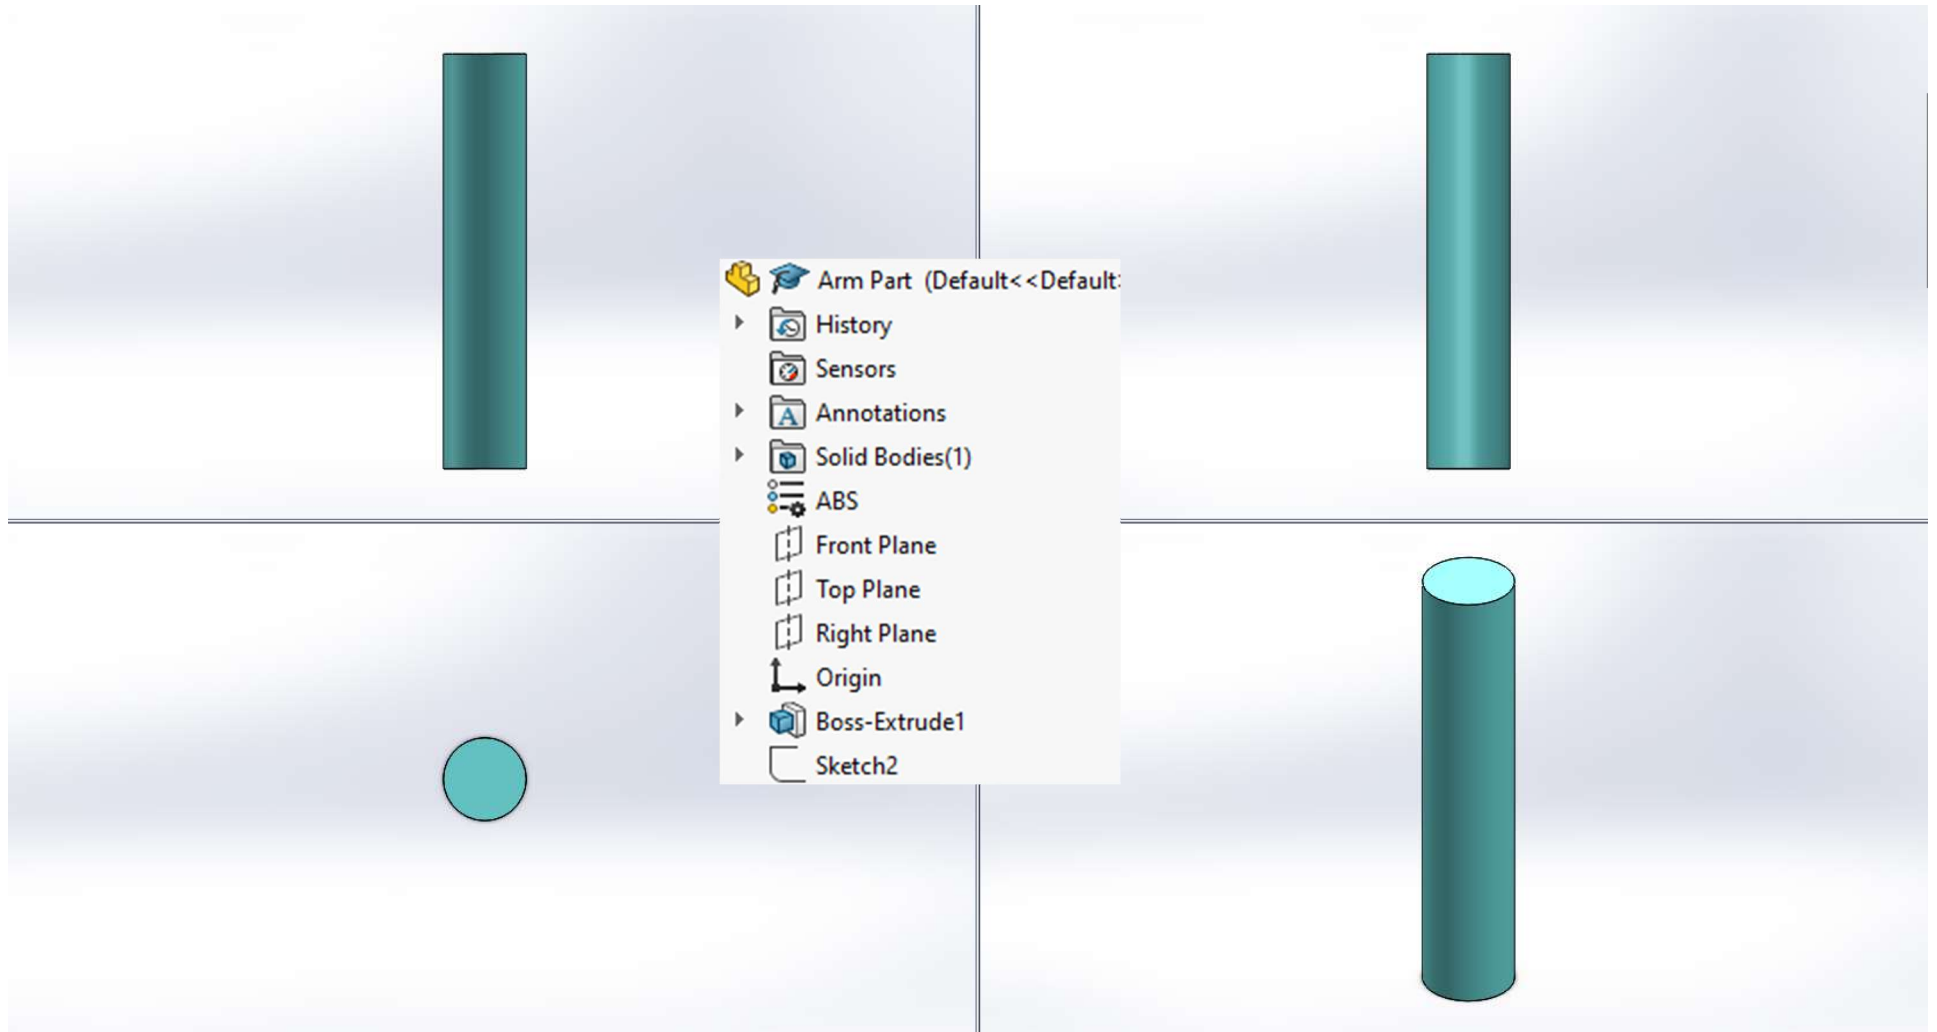 Arm Part (Default<<Default
History
Sensors
Annotations
Solid Bodies(1)
ABS
Front Plane
Top Plane
Right Plane
Origin
Boss-Extrude1
Sketch2